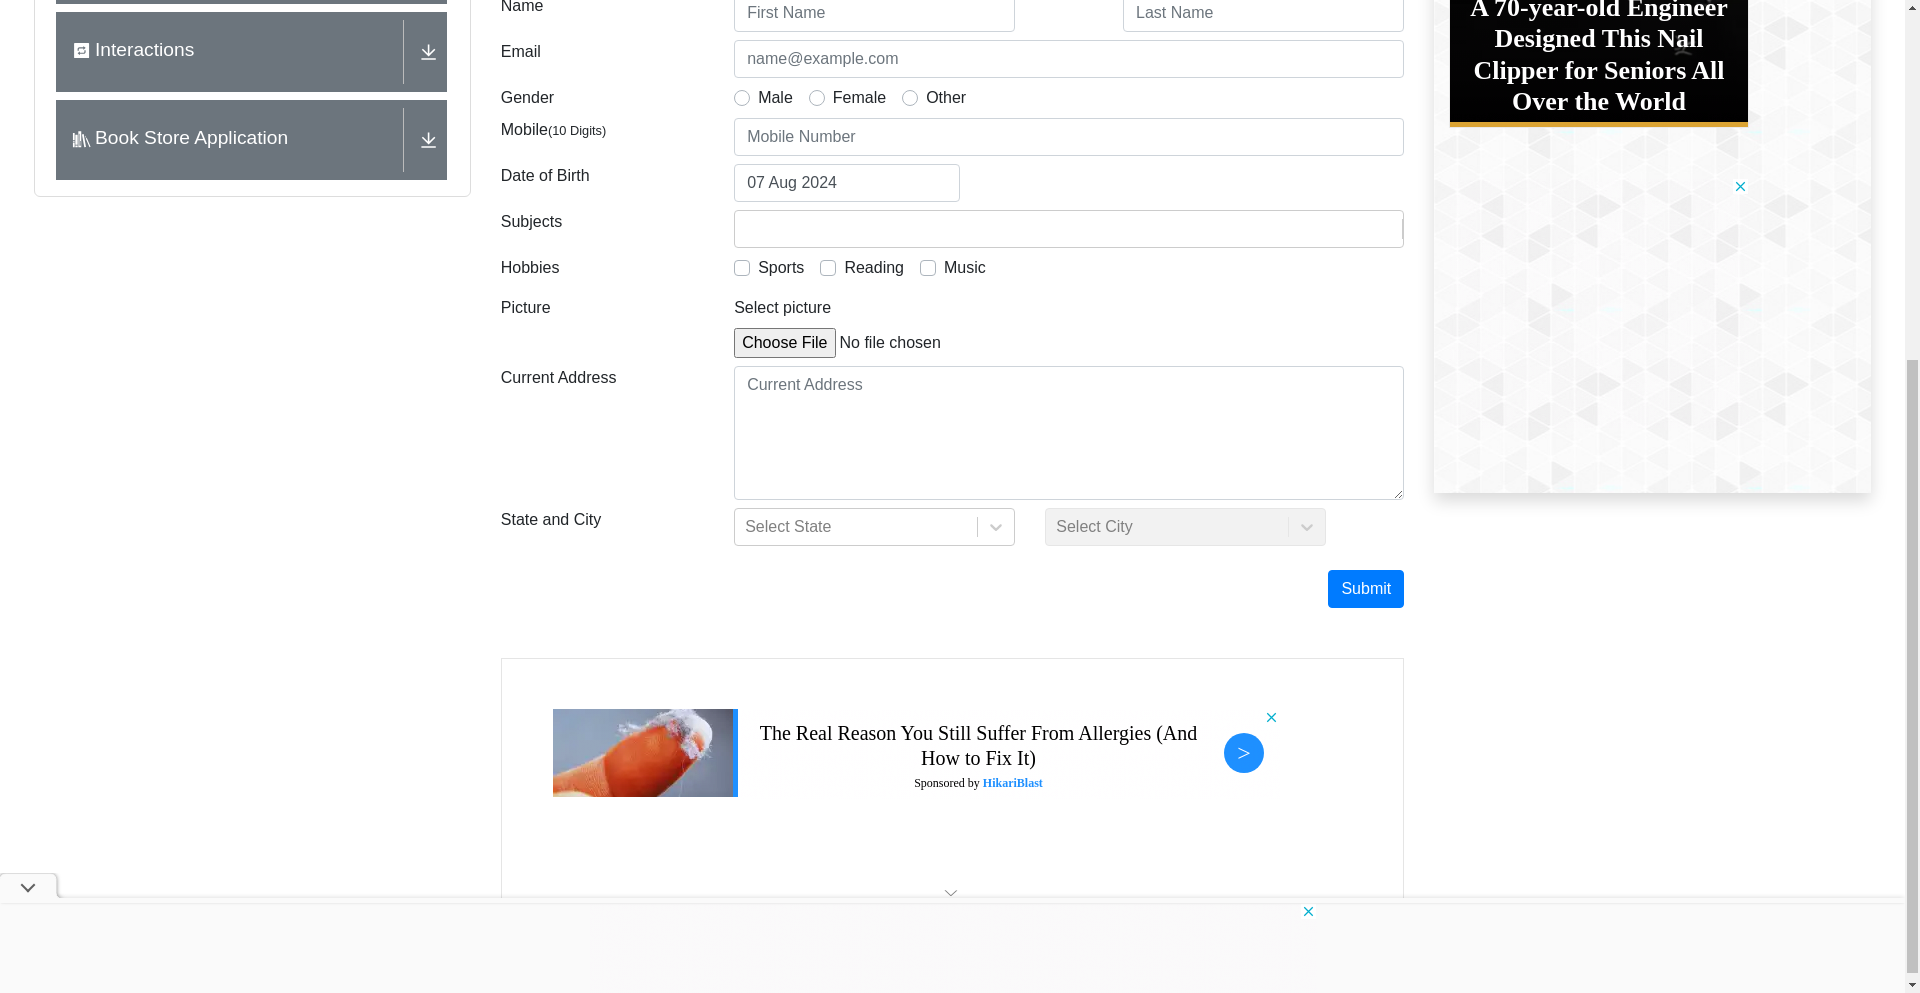 Name
First Name
Last Name
Interactions
Book Store Application
Email
name@example.com
Gender
Male
Female
Other
Mobile(10 Digits)
Mobile Number
Date of Birth
07 Aug 2024
Subjects
Hobbies
Sports
Reading
Music
Picture
Select picture
Choose File
No file chosen
Current Address
Current Address
State and City
Select State
Select City
Submit
A 70-year-old Engineer
Designed This Nail
Clipper for Seniors All
Over the World
The Real Reason You Still Suffer From Allergies (And
How to Fix It)
Sponsored by HikariBlast
>